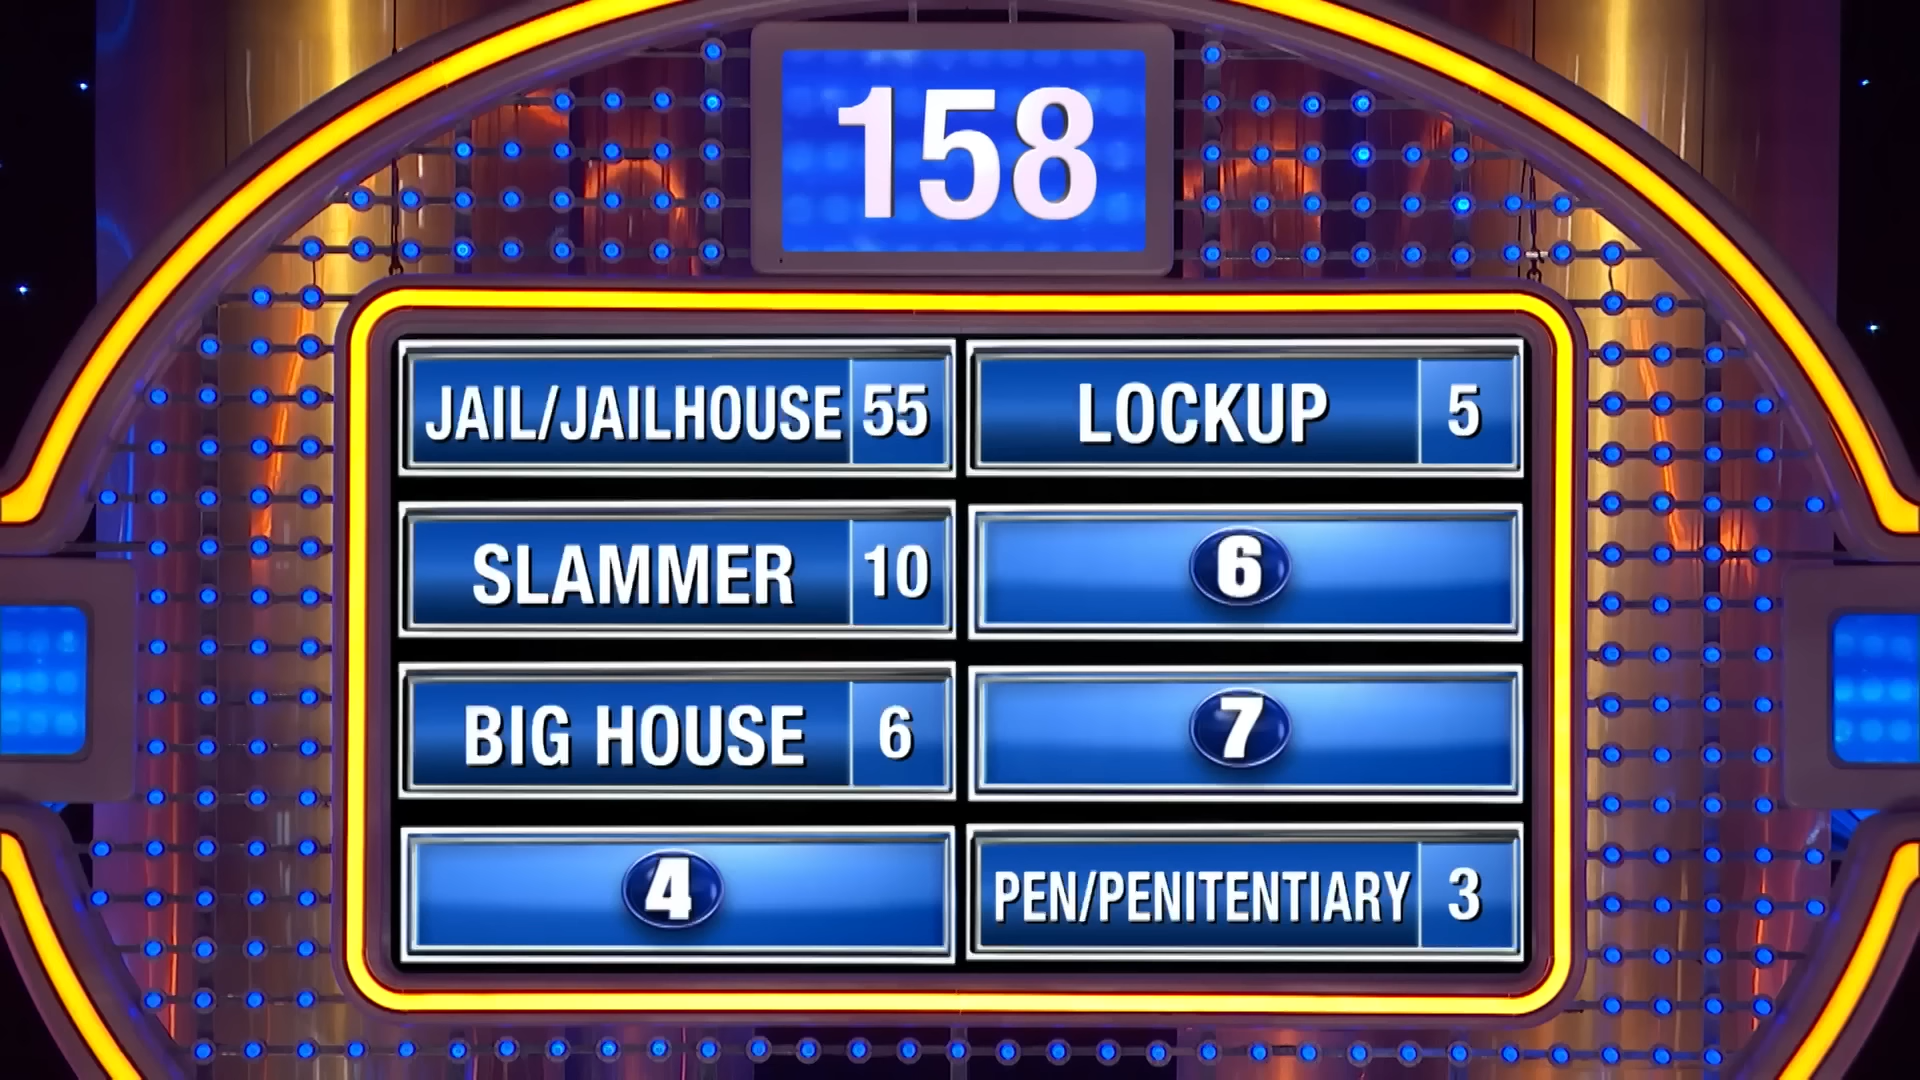 158
JAIL/JAILHOUSE 55
SLAMMER 10
BIG HOUSE 6
4
LOCKUP 5
6
7
PEN/PENITENTIARY 3